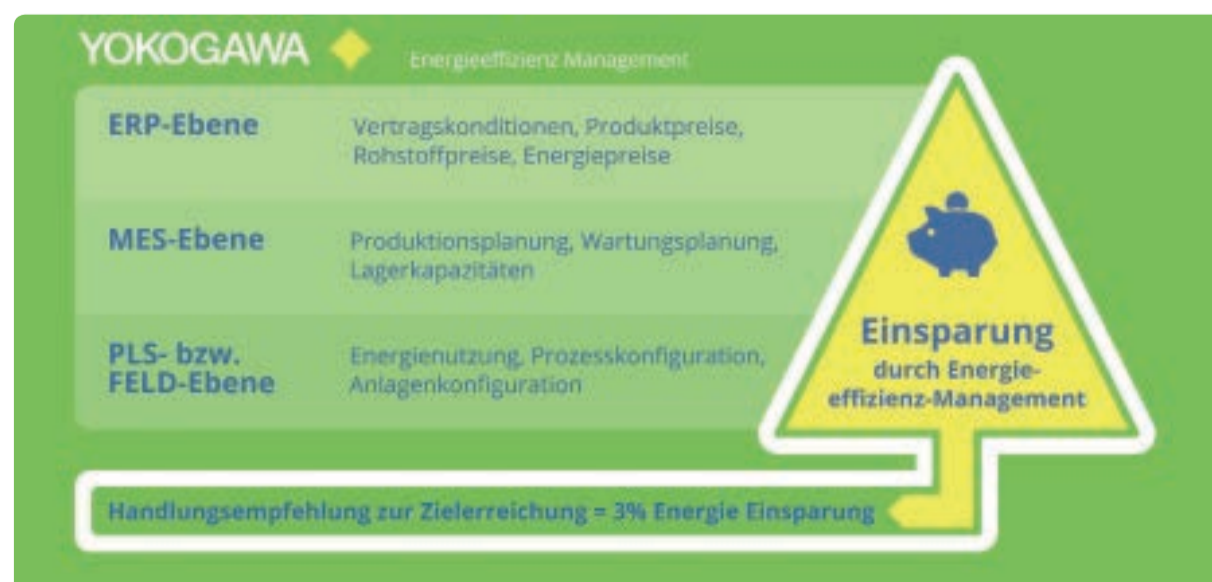 YOKOGAWA
Energieeffizienz Management
ERP-Ebene
Vertragskonditionen, Produktpreise,
Rohstoffpreise, Energiepreise
MES-Ebene
Produktionsplanung, Wartungsplanung,
Lagerkapazitäten
PLS- bzw.
FELD-Ebene
Energienutzung, Prozesskonfiguration,
Anlagenkonfiguration
Einsparung
durch Energie-
effizienz-Management
Handlungsempfehlung zur Zielerreichung = 3% Energie Einsparung